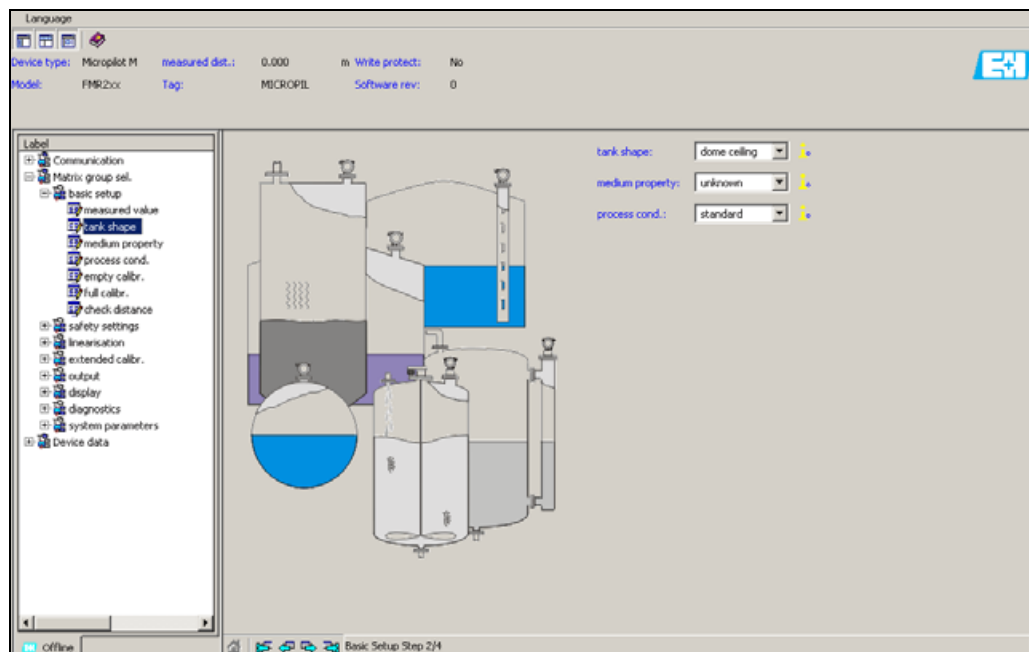 Language
Device type: Micropilot M measured dist.: 0.000 m Write protect: No
Model: FMR2xx Tag: MICROPIL Software rev: 0
E+H
Label
Communication
Matrix group sel.
basic setup
measured value
tank shape
medium property
process cond.
empty calibr.
full calibr.
check distance
safety settings
linearisation
extended calibr.
output
display
diagnostics
system parameters
Device data
tank shape: dome ceiling
medium property: unknown
process cond.: standard
Offline
Basic Setup Step 2/4